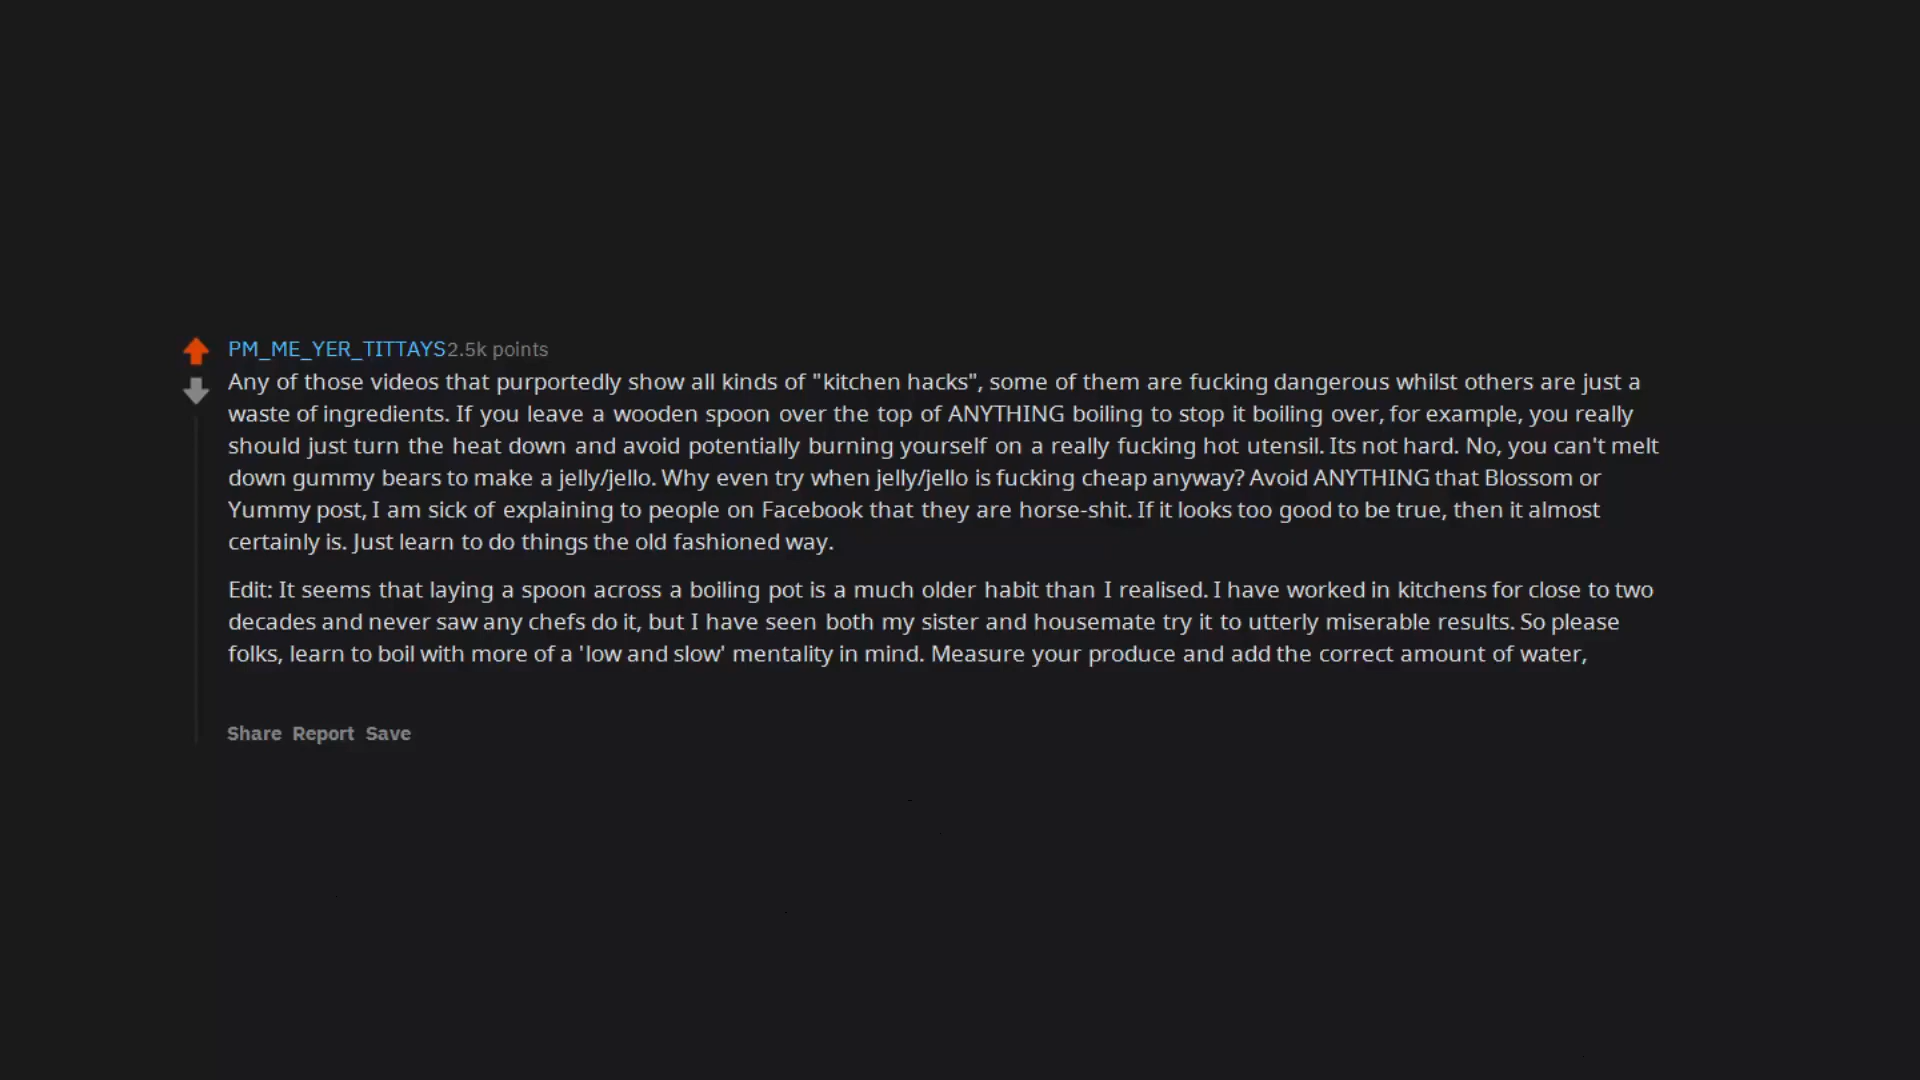 PM_ME_YER_TITTAYS 2.5k points
Any of those videos that purportedly show all kinds of "kitchen hacks", some of them are fucking dangerous whilst others are just a
waste of ingredients. If you leave a wooden spoon over the top of ANYTHING boiling to stop it boiling over, for example, you really
should just turn the heat down and avoid potentially burning yourself on a really fucking hot utensil. Its not hard. No, you can't melt
down gummy bears to make a jelly/jello. Why even try when jelly/jello is fucking cheap anyway? Avoid ANYTHING that Blossom or
Yummy post, I am sick of explaining to people on Facebook that they are horse-shit. If it looks too good to be true, then it almost
certainly is. Just learn to do things the old fashioned way.
Edit: It seems that laying a spoon across a boiling pot is a much older habit than I realised. I have worked in kitchens for close to two
decades and never saw any chefs do it, but I have seen both my sister and housemate try it to utterly miserable results. So please
folks, learn to boil with more of a 'low and slow' mentality in mind. Measure your produce and add the correct amount of water,
Share Report Save